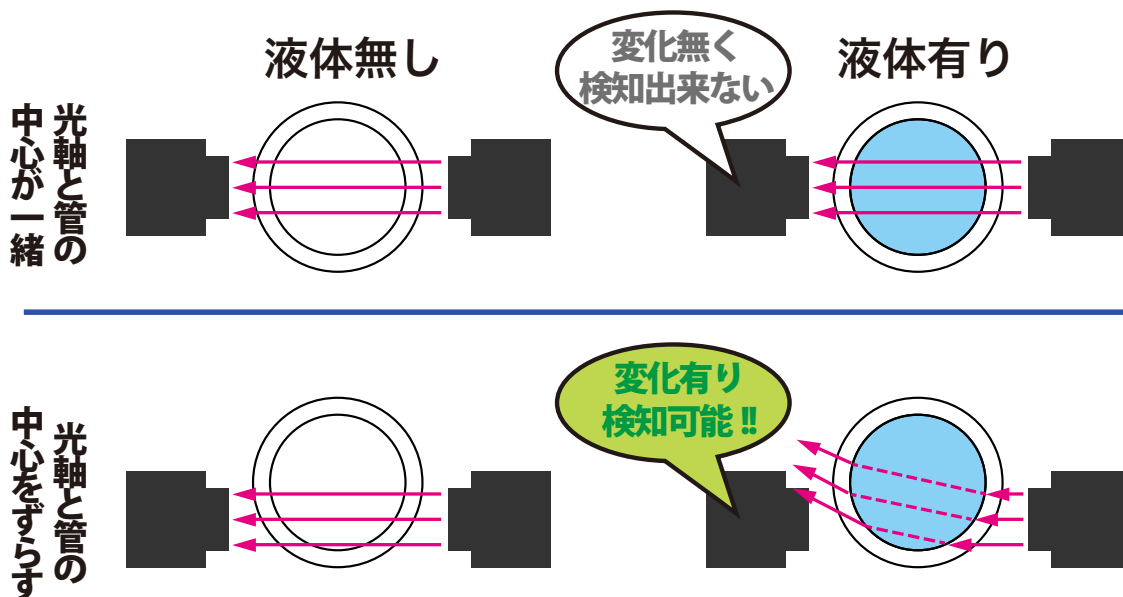 液体無し
液体有り
変化無く
検知出来ない
光軸と管の
中心が一緒
変化有り
検知可能!!
光軸と管の
中心をずらす